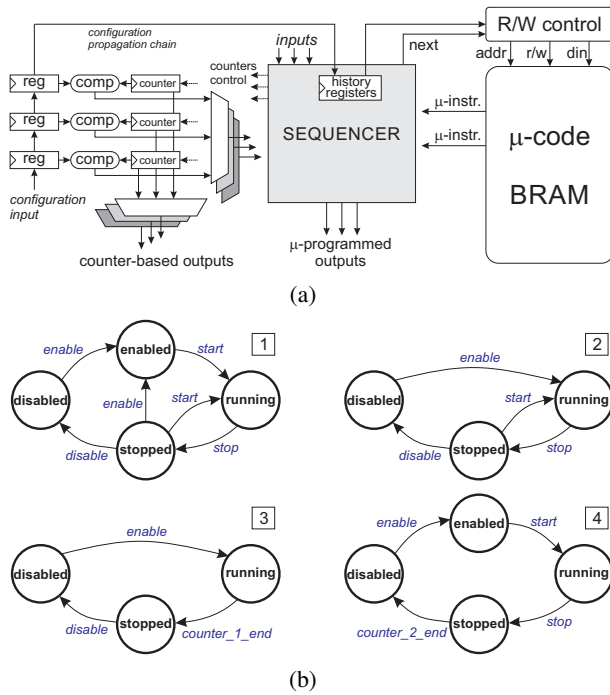 configuration
propagation chain
inputs
R/W control
next
addr
r/w
din
reg
comp
counter
counters
control
history
registers
reg
comp
counter
SEQUENCER
μ-instr.
μ-instr.
μ-code
BRAM
reg
comp
counter
configuration
input
counter-based outputs
μ-programmed
outputs
(a)
1
enable
enabled
start
disabled
enable
start
running
disable
stopped
stop
2
enable
disabled
start
running
disable
stopped
stop
3
enable
disabled
running
disable
stopped
counter_1_end
4
enable
enabled
start
disabled
running
counter_2_end
stopped
stop
(b)